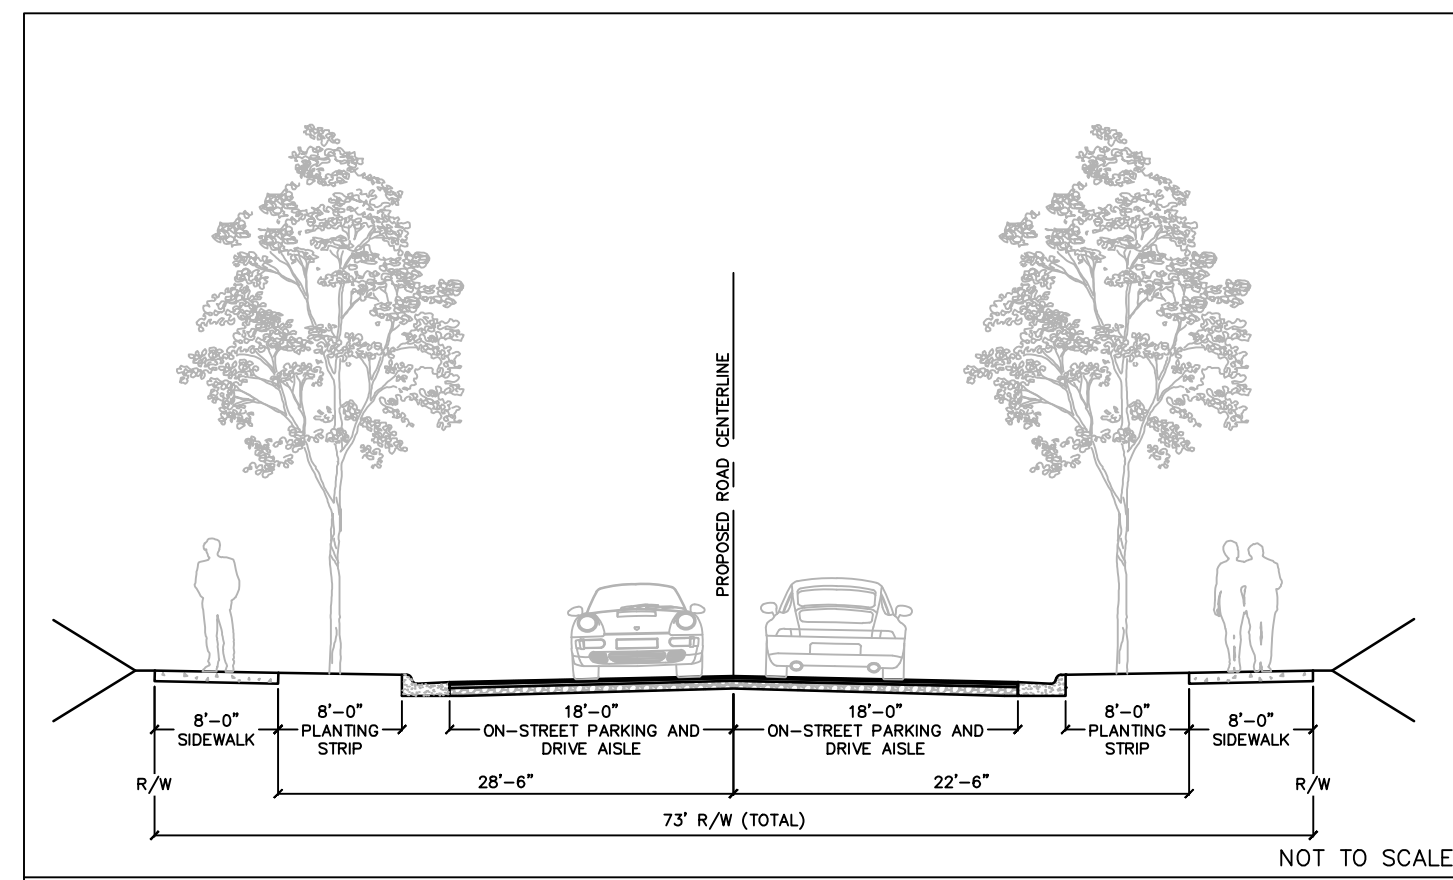 PROPOSED ROAD CENTERLINE
8'-0"
SIDEWALK
8'-0"
PLANTING
STRIP
18'-0"
ON-STREET PARKING AND
DRIVE AISLE
18'-0"
ON-STREET PARKING AND
DRIVE AISLE
8'-0"
PLANTING
STRIP
8'-0"
SIDEWALK
R/W
28'-6"
22'-6"
R/W
73' R/W (TOTAL)
NOT TO SCALE